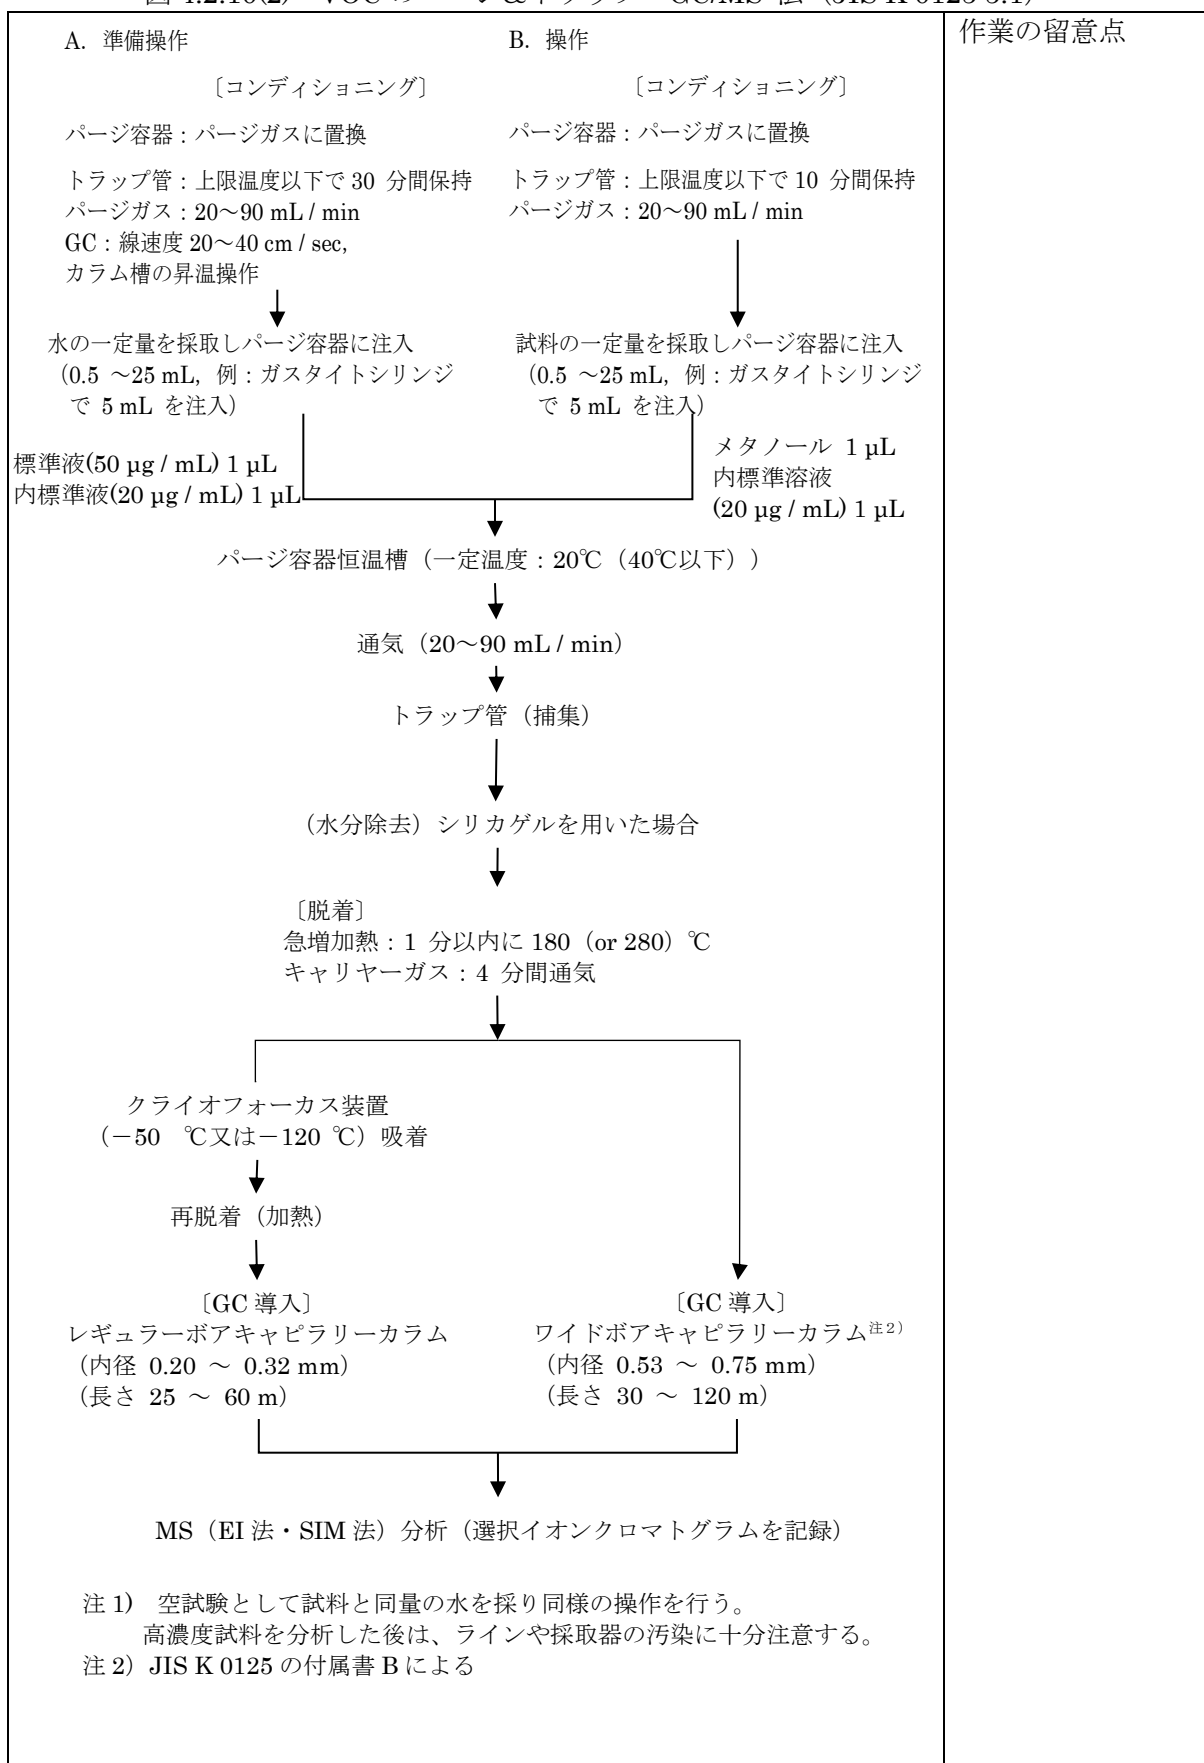 作業の留意点
A. 準備操作
〔コンディショニング〕
パージ容器：パージガスに置換
トラップ管：上限温度以下で 30 分間保持
パージガス：20～90 mL / min
GC：線速度 20～40 cm / sec,
カラム槽の昇温操作
水の一定量を採取しパージ容器に注入
（0.5 ～25 mL, 例：ガスタイトシリンジ
で 5 mL を注入）
標準液(50 µg / mL) 1 µL
内標準液(20 µg / mL) 1 µL
B. 操作
〔コンディショニング〕
パージ容器：パージガスに置換
トラップ管：上限温度以下で 10 分間保持
パージガス：20～90 mL / min
試料の一定量を採取しパージ容器に注入
（0.5 ～25 mL, 例：ガスタイトシリンジ
で 5 mL を注入）
メタノール 1 µL
内標準溶液
(20 µg / mL) 1 µL
パージ容器恒温槽（一定温度：20℃（40℃以下））
通気（20～90 mL / min）
トラップ管（捕集）
（水分除去）シリカゲルを用いた場合
〔脱着〕
急増加熱：1 分以内に 180（or 280）℃
キャリヤーガス：4 分間通気
クライオフォーカス装置
（－50 ℃又は－120 ℃）吸着
再脱着（加熱）
〔GC 導入〕
レギュラーボアキャピラリーカラム
（内径 0.20 ～ 0.32 mm）
（長さ 25 ～ 60 m）
〔GC 導入〕
ワイドボアキャピラリーカラム注2）
（内径 0.53 ～ 0.75 mm）
（長さ 30 ～ 120 m）
MS（EI 法・SIM 法）分析（選択イオンクロマトグラムを記録）
注 1) 空試験として試料と同量の水を採り同様の操作を行う。
高濃度試料を分析した後は、ラインや採取器の汚染に十分注意する。
注 2）JIS K 0125 の付属書 B による